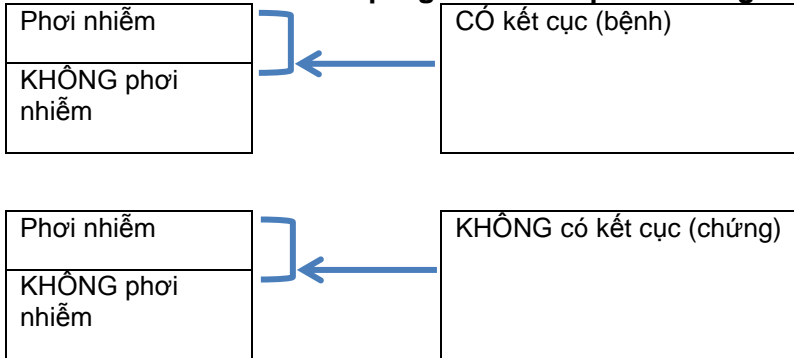 Phơi nhiễm
CÓ kết cục (bệnh)
KHÔNG phơi
nhiễm
Phơi nhiễm
KHÔNG có kết cục (chứng)
KHÔNG phơi
nhiễm